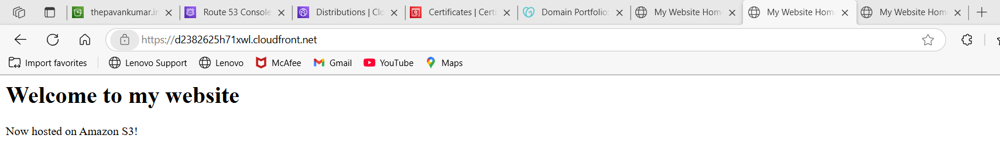 thepavankumar.in
Route 53 Console
Distributions | Clo
Certificates | Certi
Domain Portfolio
My Website Hom
My Website Hom
My Website Hom
https://d2382625h71xwl.cloudfront.net
Import favorites
Lenovo Support
Lenovo
McAfee
Gmail
YouTube
Maps
Welcome to my website
Now hosted on Amazon S3!